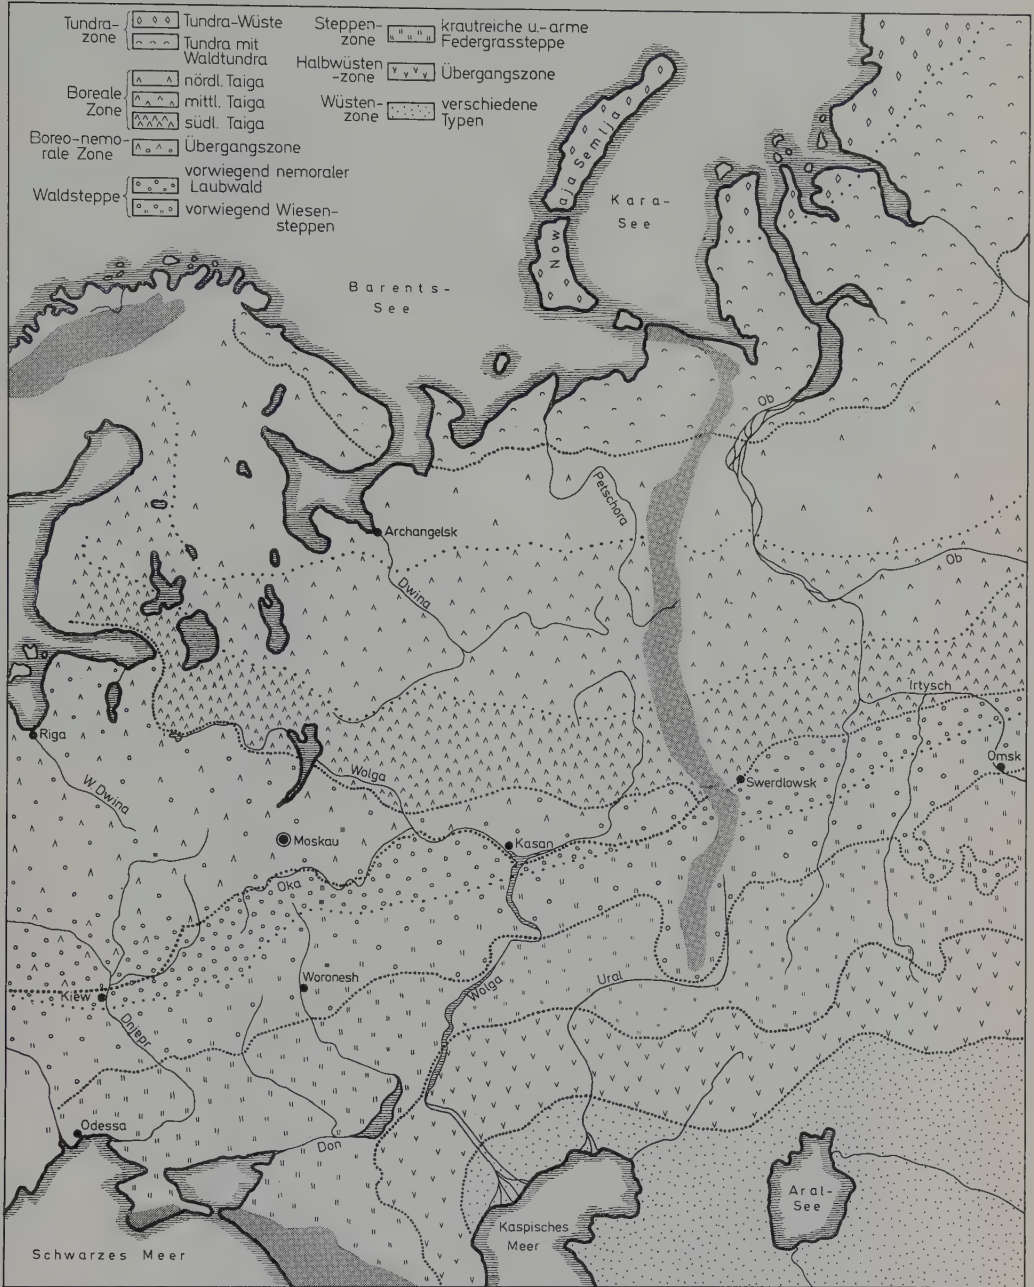 Tundra-
zone
Tundra-Wüste
Tundra mit
Waldtundra
Boreale
Zone
nördl. Taiga
mittl. Taiga
südl. Taiga
Boreo-nemo-
rale Zone
Übergangszone
Waldsteppe
vorwiegend nemoraler
Laubwald
vorwiegend Wiesen-
steppen
Steppen-
zone
krautreiche u.-arme
Federgrassteppe
Halbwüsten
-zone
Übergangszone
Wüsten-
zone
verschiedene
Typen
Nowaja Semlja
Kara-
See
Barents-
See
Ob
Petschora
Archangelsk
Dwina
Ob
Irtysch
Riga
Omsk
Wolga
Swerdlowsk
W. Dwina
Moskau
Kasan
Oka
Woronesh
Ural
Wolga
Kiew
Dnjepr
Odessa
Don
Aral-
See
Kaspisches
Meer
Schwarzes Meer